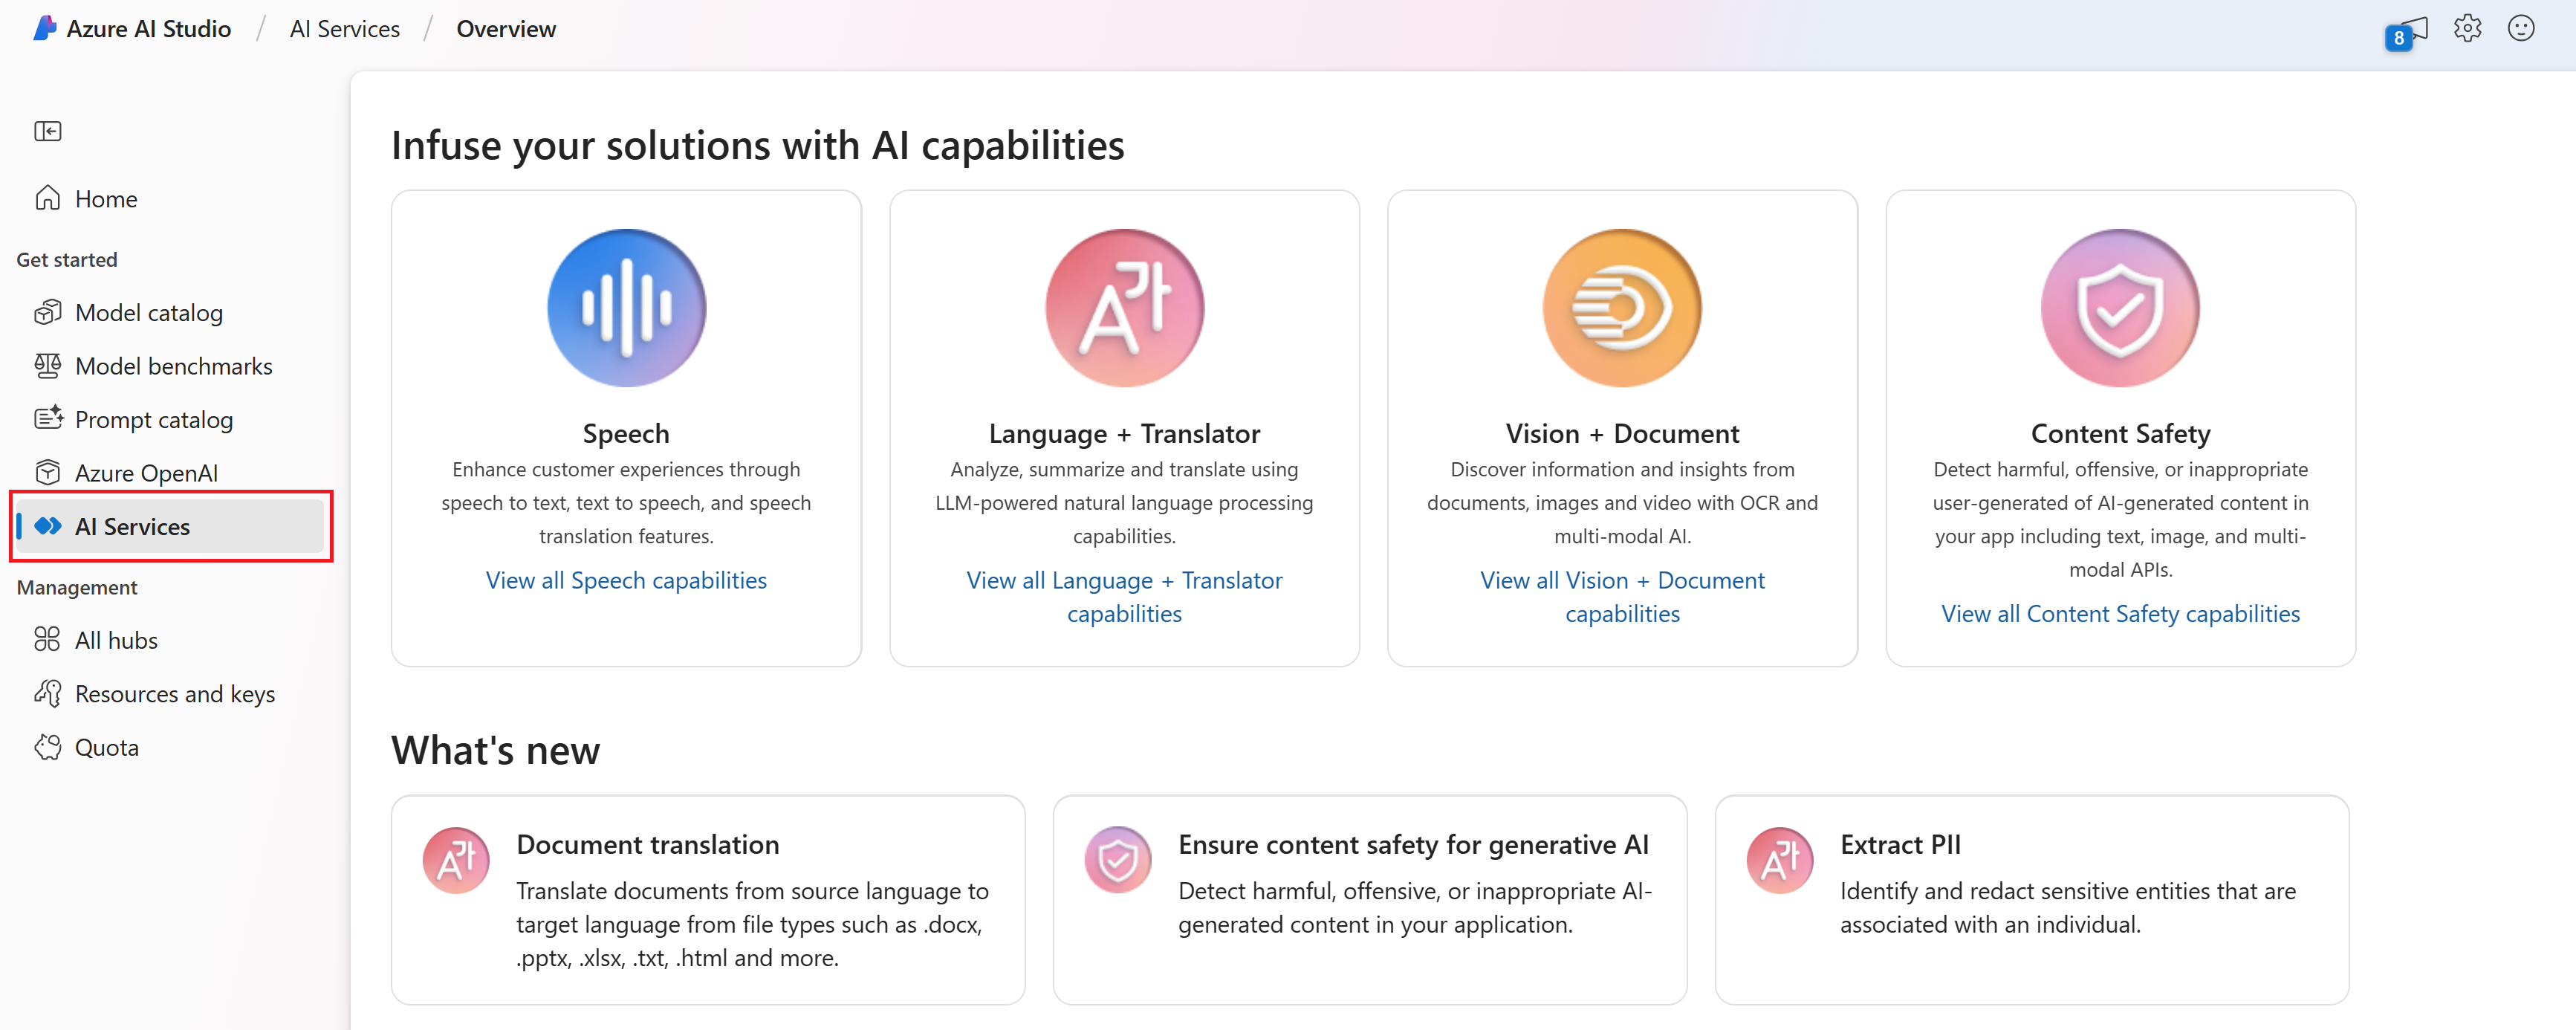 Azure AI Studio / AI Services / Overview
8
Home
Get started
Model catalog
Model benchmarks
Prompt catalog
Azure OpenAI
AI Services
Management
All hubs
Resources and keys
Quota
Infuse your solutions with AI capabilities
Speech
Enhance customer experiences through
speech to text, text to speech, and speech
translation features.
View all Speech capabilities
A가
Language + Translator
Analyze, summarize and translate using
LLM-powered natural language processing
capabilities.
View all Language + Translator
capabilities
Vision + Document
Discover information and insights from
documents, images and video with OCR and
multi-modal AI.
View all Vision + Document
capabilities
Content Safety
Detect harmful, offensive, or inappropriate
user-generated of AI-generated content in
your app including text, image, and multi-
modal APIs.
View all Content Safety capabilities
What's new
A가
Document translation
Translate documents from source language to
target language from file types such as .docx,
.pptx, .xlsx, .txt, .html and more.
Ensure content safety for generative AI
Detect harmful, offensive, or inappropriate AI-
generated content in your application.
A가
Extract PII
Identify and redact sensitive entities that are
associated with an individual.